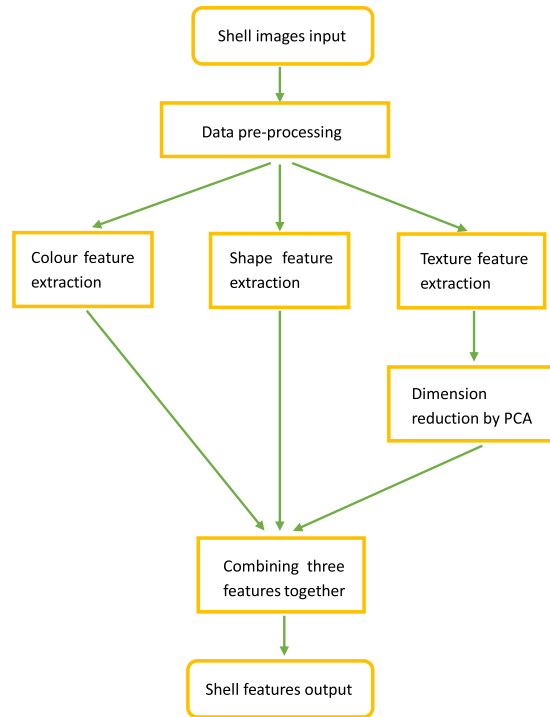 Shell images input
Data pre-processing
Colour feature
extraction
Shape feature
extraction
Texture feature
extraction
Dimension
reduction by PCA
Combining three
features together
Shell features output